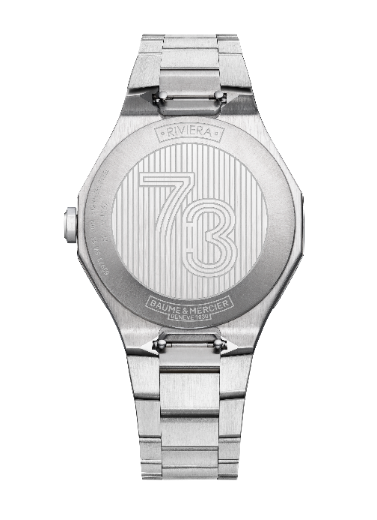 *RIVIERA*
73
BAUME & MERCIER
GENEVE 1830